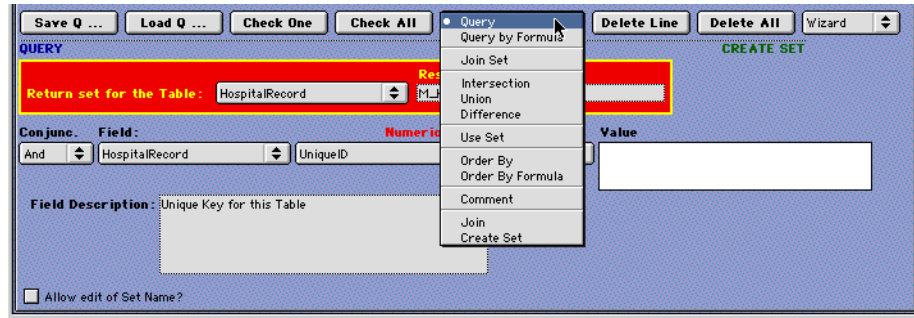 Save Q ... Load Q ... Check One Check All Delete Line Delete All Wizard
QUERY CREATE SET
Query
Query by Formula
Join Set
Intersection
Union
Difference
Use Set
Order By
Order By Formula
Comment
Join
Create Set
Return set for the Table: HospitalRecord
Conjunc. Field: Value
And HospitalRecord UniqueID
Field Description: Unique Key for this Table
Allow edit of Set Name?